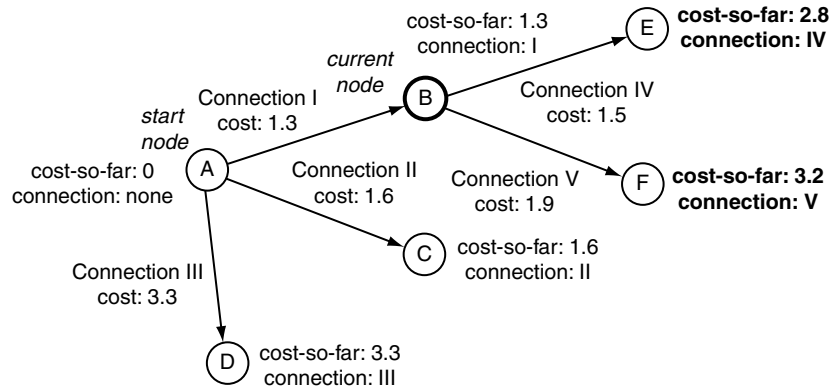 cost-so-far: 1.3
connection: I
E
cost-so-far: 2.8
connection: IV
current
node
B
Connection I
cost: 1.3
Connection IV
cost: 1.5
start
node
A
cost-so-far: 0
connection: none
Connection II
cost: 1.6
Connection V
cost: 1.9
F
cost-so-far: 3.2
connection: V
C
cost-so-far: 1.6
connection: II
Connection III
cost: 3.3
D
cost-so-far: 3.3
connection: III